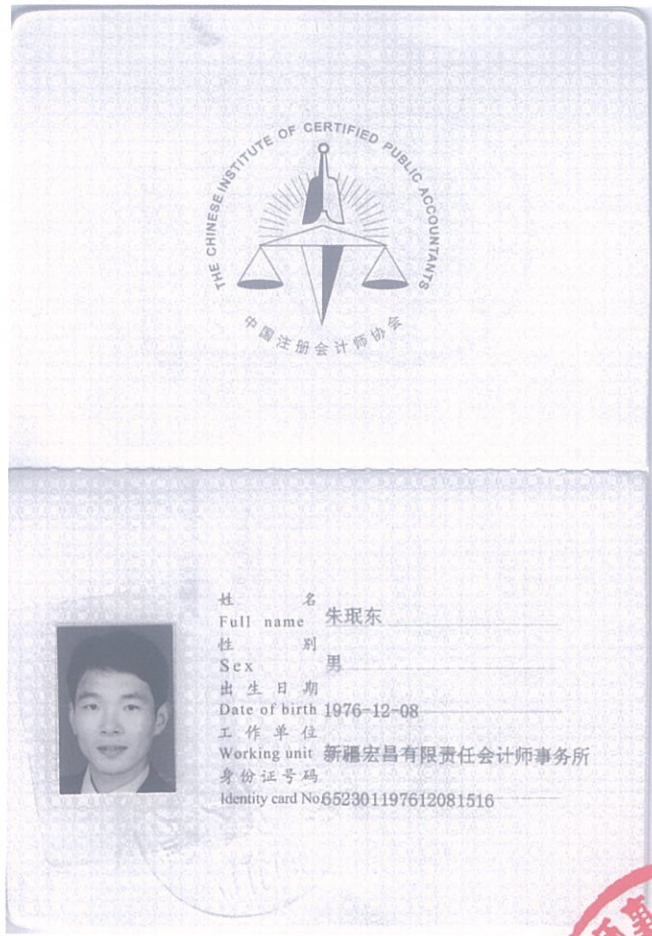 THE CHINESE INSTITUTE OF CERTIFIED PUBLIC ACCOUNTANTS
中国注册会计师协会
姓 名
Full name 朱珉东
性 别
Sex 男
出生日期
Date of birth 1976-12-08
工作单位
Working unit 新疆宏昌有限责任会计师事务所
身份证号码
Identity card No.652301197612081516
师事